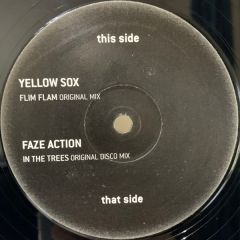 this side
YELLOW SOX
FLIM FLAM ORIGINAL MIX
FAZE ACTION
IN THE TREES ORIGINAL DISCO MIX
that side